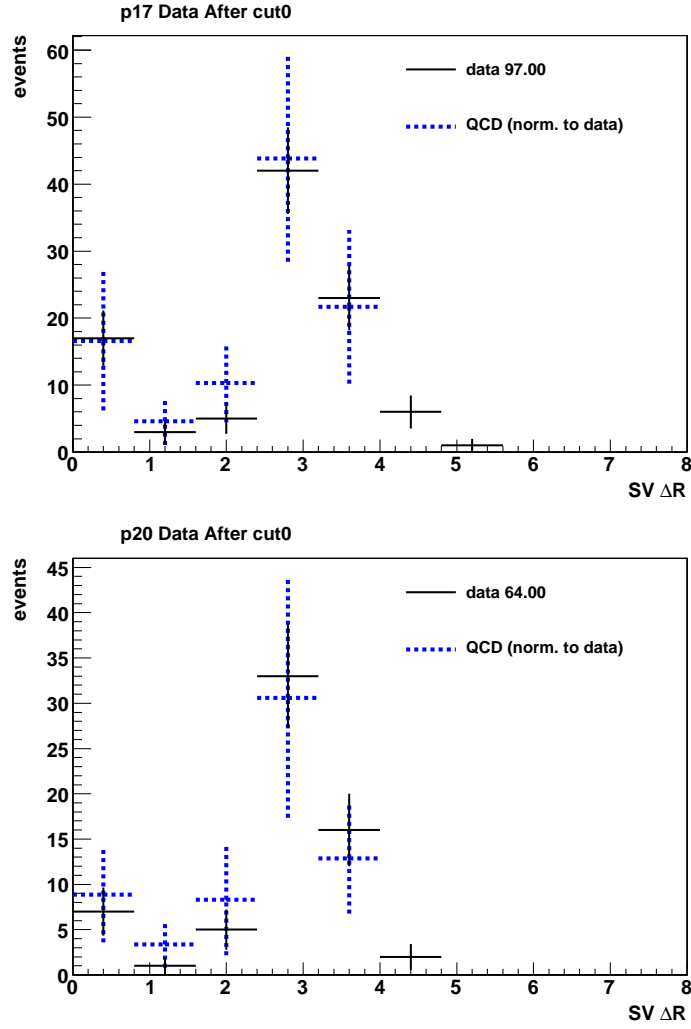 p17 Data After cut0
events
60
50
40
30
20
10
0
data 97.00
QCD (norm. to data)
0 1 2 3 4 5 6 7 8
SV ΔR
p20 Data After cut0
events
45
40
35
30
25
20
15
10
5
0
data 64.00
QCD (norm. to data)
0 1 2 3 4 5 6 7 8
SV ΔR